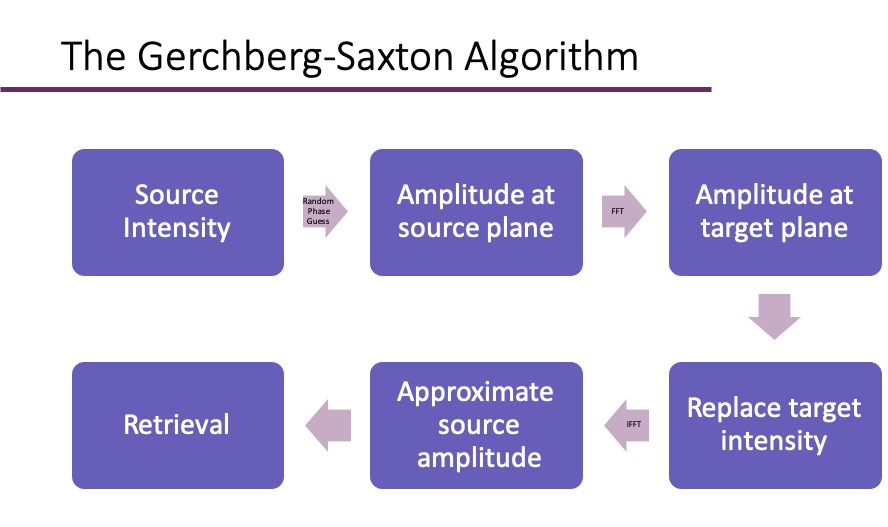 The Gerchberg-Saxton Algorithm
Source
Intensity
Random
Phase
Guess
Amplitude at
source plane
FFT
Amplitude at
target plane
Replace target
intensity
IFFT
Approximate
source
amplitude
Retrieval